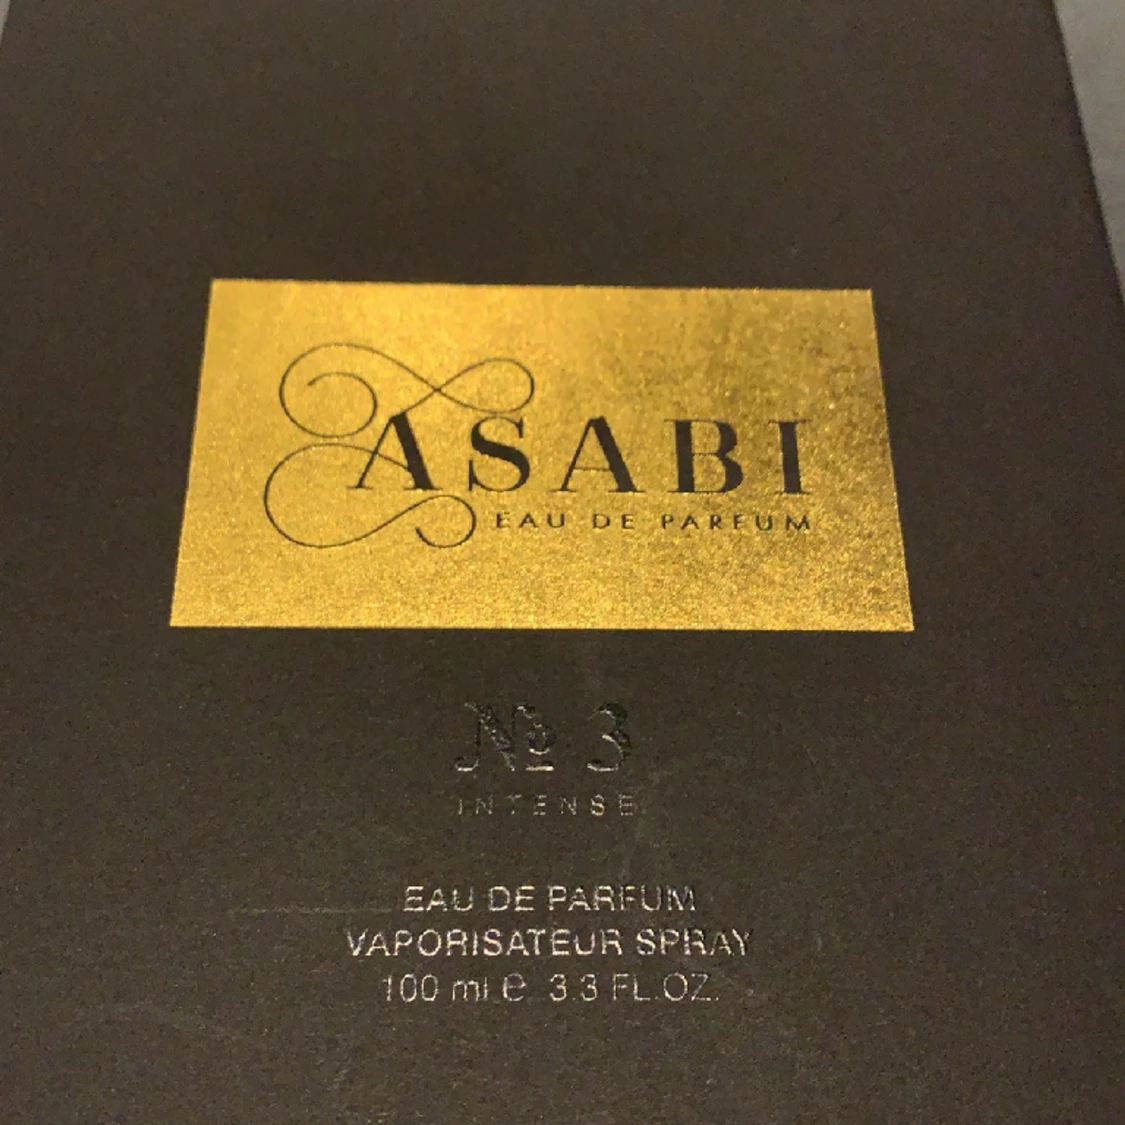 ASABI
EAU DE PARFUM
№ 3
INTENSE
EAU DE PARFUM
VAPORISATEUR SPRAY
100 ml e 3.3 FL.OZ.